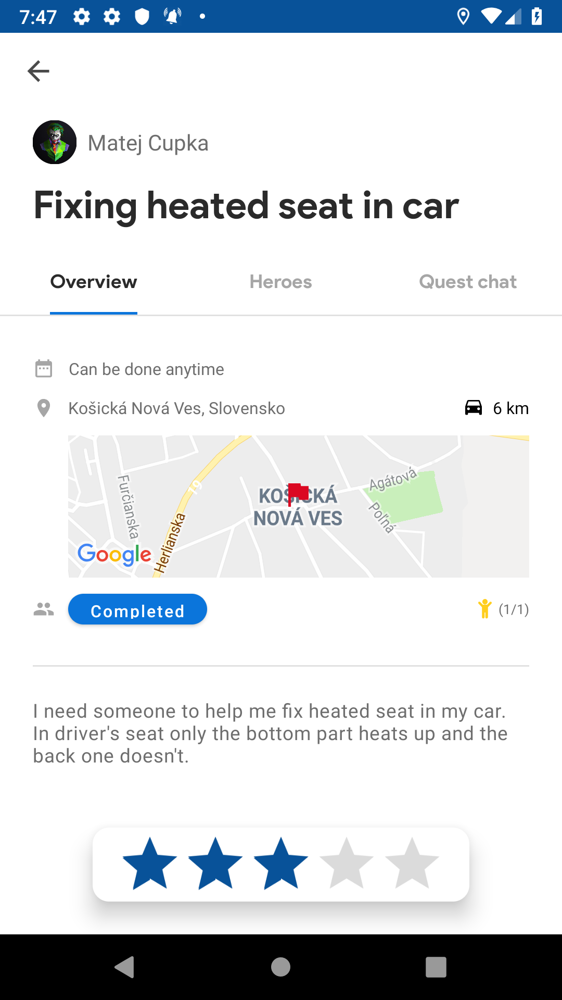 7:47
Matej Cupka
Fixing heated seat in car
Overview
Heroes
Quest chat
Can be done anytime
Košická Nová Ves, Slovensko
6 km
Furčianska
19
Herlianska
KOŠICKÁ
NOVÁ VES
Agátová
Poľná
Google
Completed
(1/1)
I need someone to help me fix heated seat in my car.
In driver's seat only the bottom part heats up and the
back one doesn't.